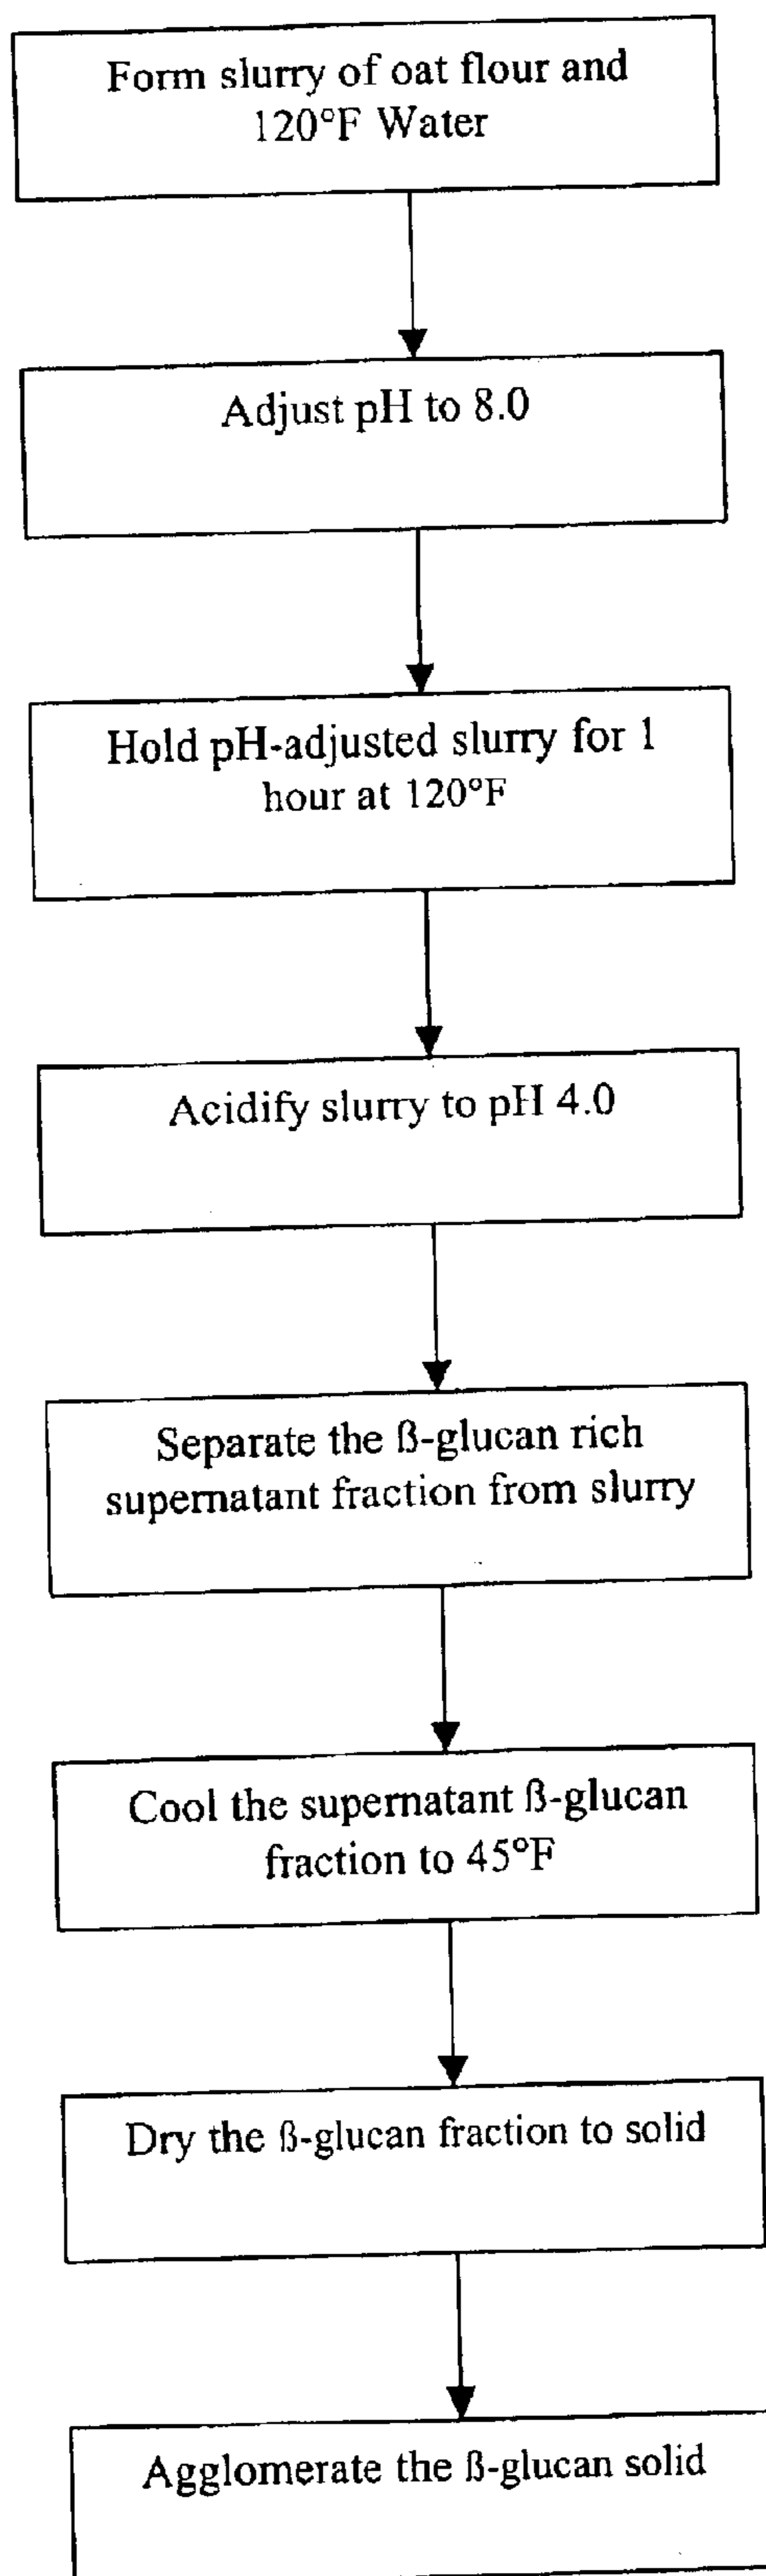 Form slurry of oat flour and
120°F Water
Adjust pH to 8.0
Hold pH-adjusted slurry for 1
hour at 120°F
Acidify slurry to pH 4.0
Separate the ß-glucan rich
supernatant fraction from slurry
Cool the supernatant ß-glucan
fraction to 45°F
Dry the ß-glucan fraction to solid
Agglomerate the ß-glucan solid